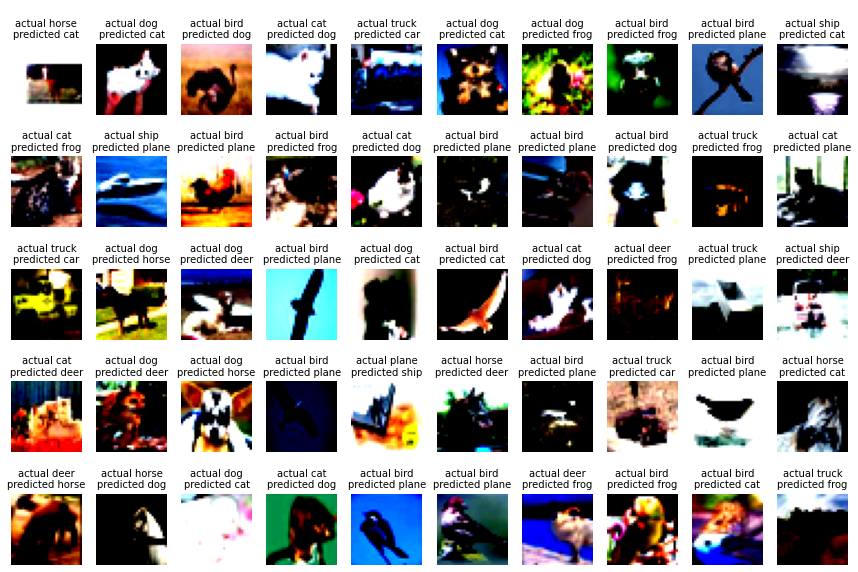 actual horse actual dog actual bird actual cat actual truck actual dog actual dog actual bird actual bird actual ship
predicted cat predicted cat predicted dog predicted dog predicted car predicted cat predicted frog predicted frog predicted plane predicted cat
actual cat actual ship actual bird actual bird actual cat actual bird actual bird actual bird actual truck actual cat
predicted frog predicted plane predicted plane predicted frog predicted dog predicted plane predicted plane predicted dog predicted frog predicted plane
actual truck actual dog actual dog actual bird actual dog actual bird actual cat actual deer actual truck actual ship
predicted car predicted horse predicted deer predicted plane predicted cat predicted cat predicted dog predicted frog predicted plane predicted deer
actual cat actual dog actual dog actual bird actual plane actual horse actual bird actual truck actual bird actual horse
predicted deer predicted deer predicted horse predicted plane predicted ship predicted deer predicted plane predicted car predicted plane predicted cat
actual deer actual horse actual dog actual cat actual bird actual bird actual deer actual bird actual bird actual truck
predicted horse predicted dog predicted cat predicted dog predicted plane predicted plane predicted frog predicted frog predicted cat predicted frog